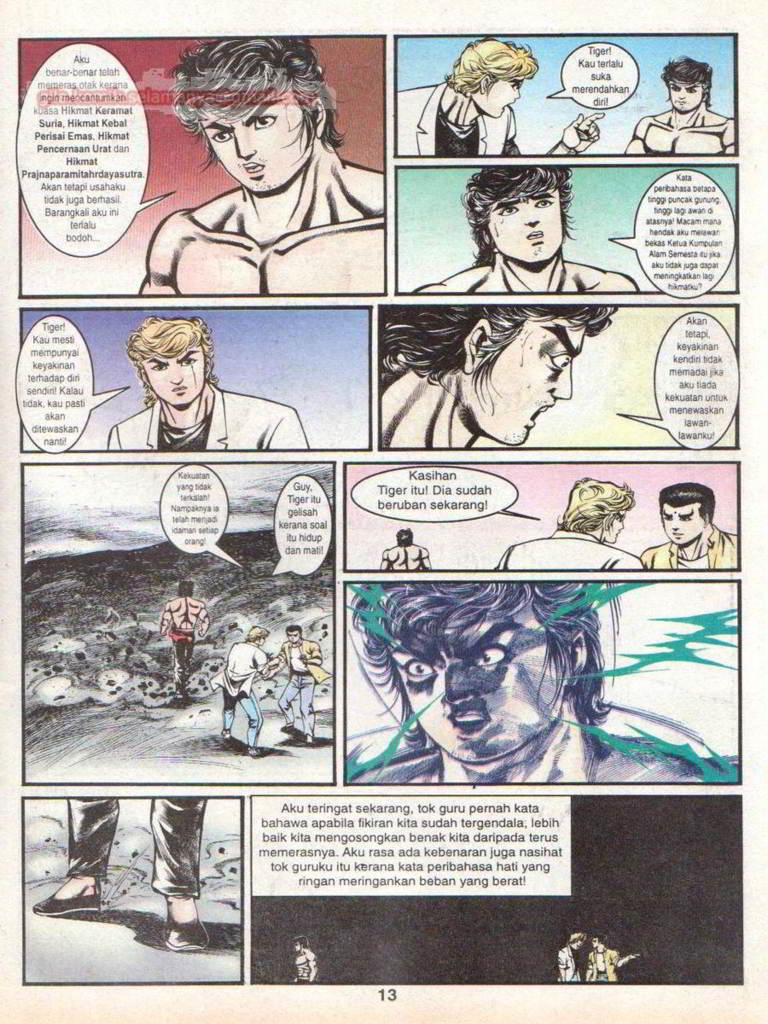 Aku
benar-benar telah
memeras otak kerana
ingin mencantumkan
kuasa Hikmat Keramat
Suria, Hikmat Kebal
Perisai Emas, Hikmat
Pencernaan Urat dan
Hikmat
Prajnaparamitahrdayasutra.
Akan tetapi usahaku
tidak juga berhasil.
Barangkali aku ini
terlalu
bodoh...
Tiger!
Kau terlalu
suka
merendahkan
diri!
Kata
peribahasa betapa
tinggi puncak gunung,
tinggi lagi awan di
atasnya! Macam mana
hendak aku melawan
bekas Ketua Kumpulan
Alam Semesta itu jika
aku tidak juga dapat
meningkatkan lagi
hikmatku?
Tiger!
Kau mesti
mempunyai
keyakinan
terhadap diri
sendiri! Kalau
tidak, kau pasti
akan
ditewaskan
nanti!
Akan
tetapi,
keyakinan
kendiri tidak
memadai jika
aku tiada
kekuatan untuk
menewaskan
lawan-
lawanku!
Kekuatan
yang tidak
terkalah!
Nampaknya ia
telah menjadi
idaman setiap
orang!
Guy,
Tiger itu
gelisah
kerana soal
itu hidup
dan mati!
Kasihan
Tiger itu! Dia sudah
beruban sekarang!
Aku teringat sekarang, tok guru pernah kata
bahawa apabila fikiran kita sudah tergendala, lebih
baik kita mengosongkan benak kita daripada terus
memerasnya. Aku rasa ada kebenaran juga nasihat
tok guruku itu kerana kata peribahasa hati yang
ringan meringankan beban yang berat!
13